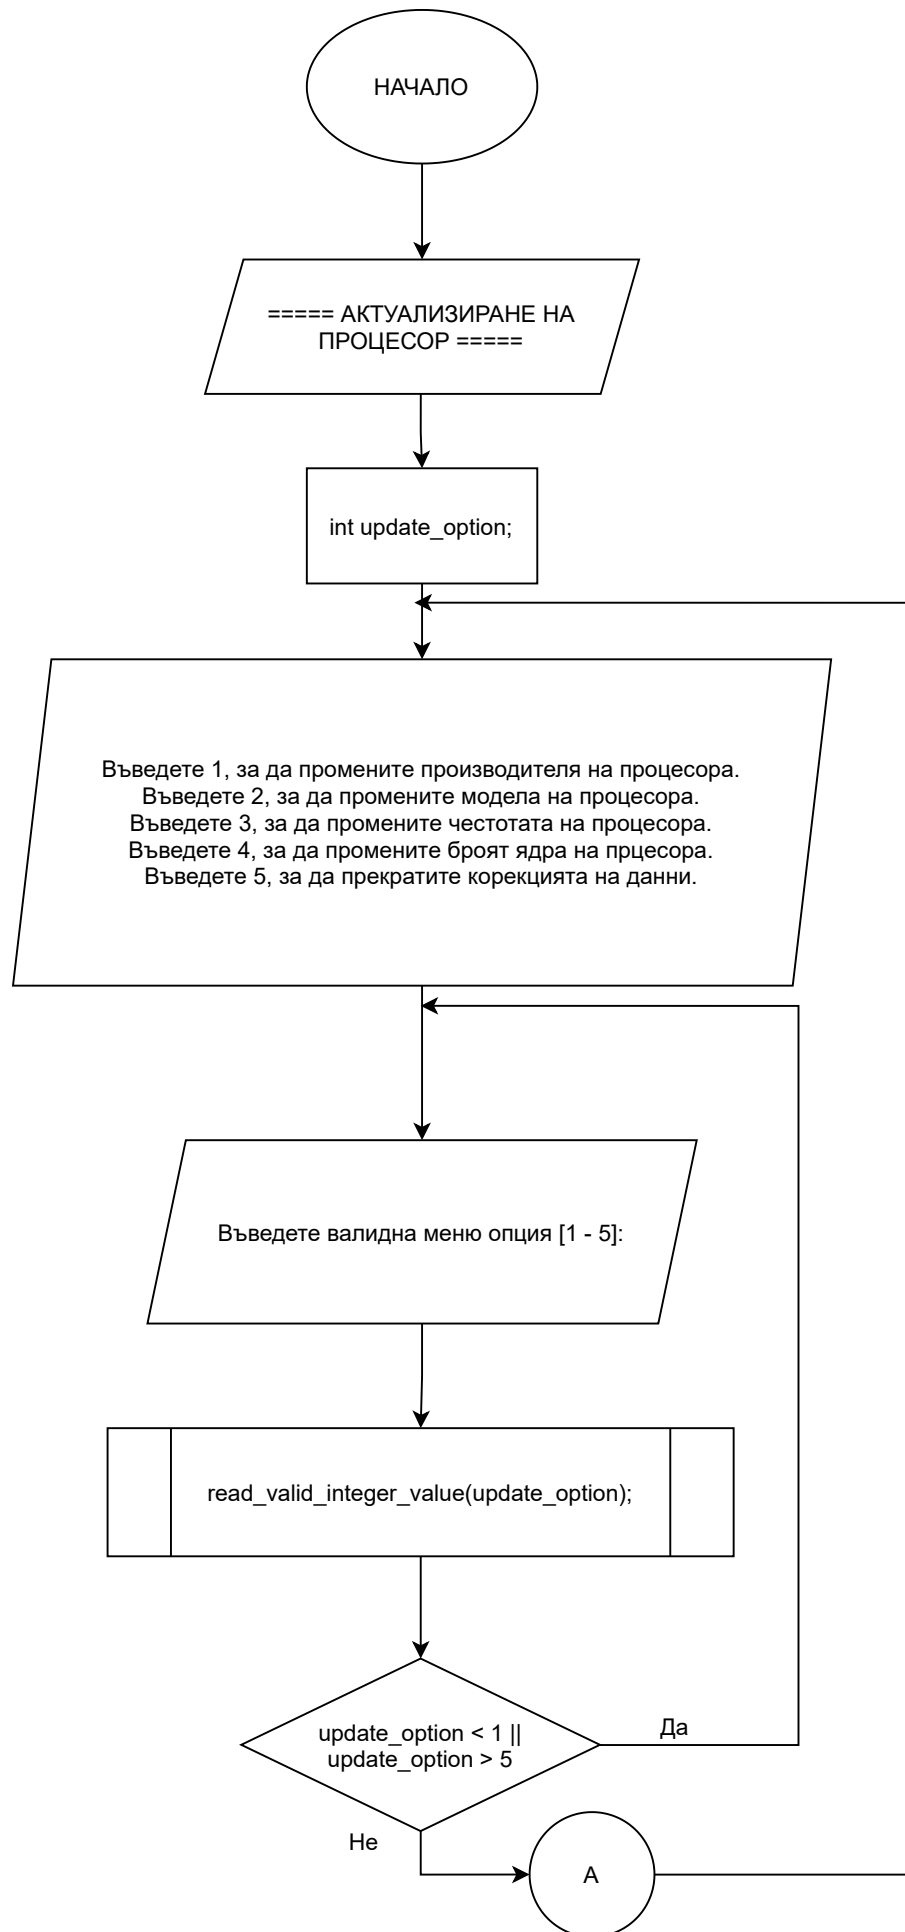 НАЧАЛО
===== АКТУАЛИЗИРАНЕ НА
ПРОЦЕСОР =====
int update_option;
Въведете 1, за да промените производителя на процесора.
Въведете 2, за да промените модела на процесора.
Въведете 3, за да промените честотата на процесора.
Въведете 4, за да промените броят ядра на прцесора.
Въведете 5, за да прекратите корекцията на данни.
Въведете валидна меню опция [1 - 5]:
read_valid_integer_value(update_option);
update_option < 1 ||
update_option > 5
Да
Не
А